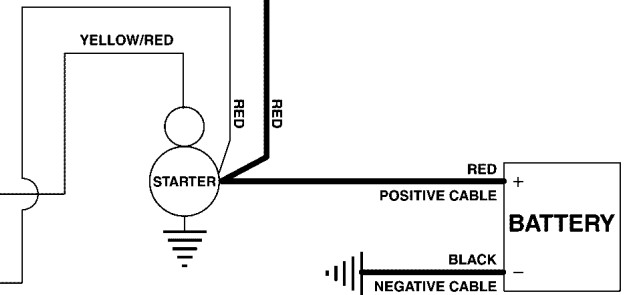 YELLOW/RED
RED
RED
STARTER
RED
+
POSITIVE CABLE
BATTERY
BLACK
−
NEGATIVE CABLE